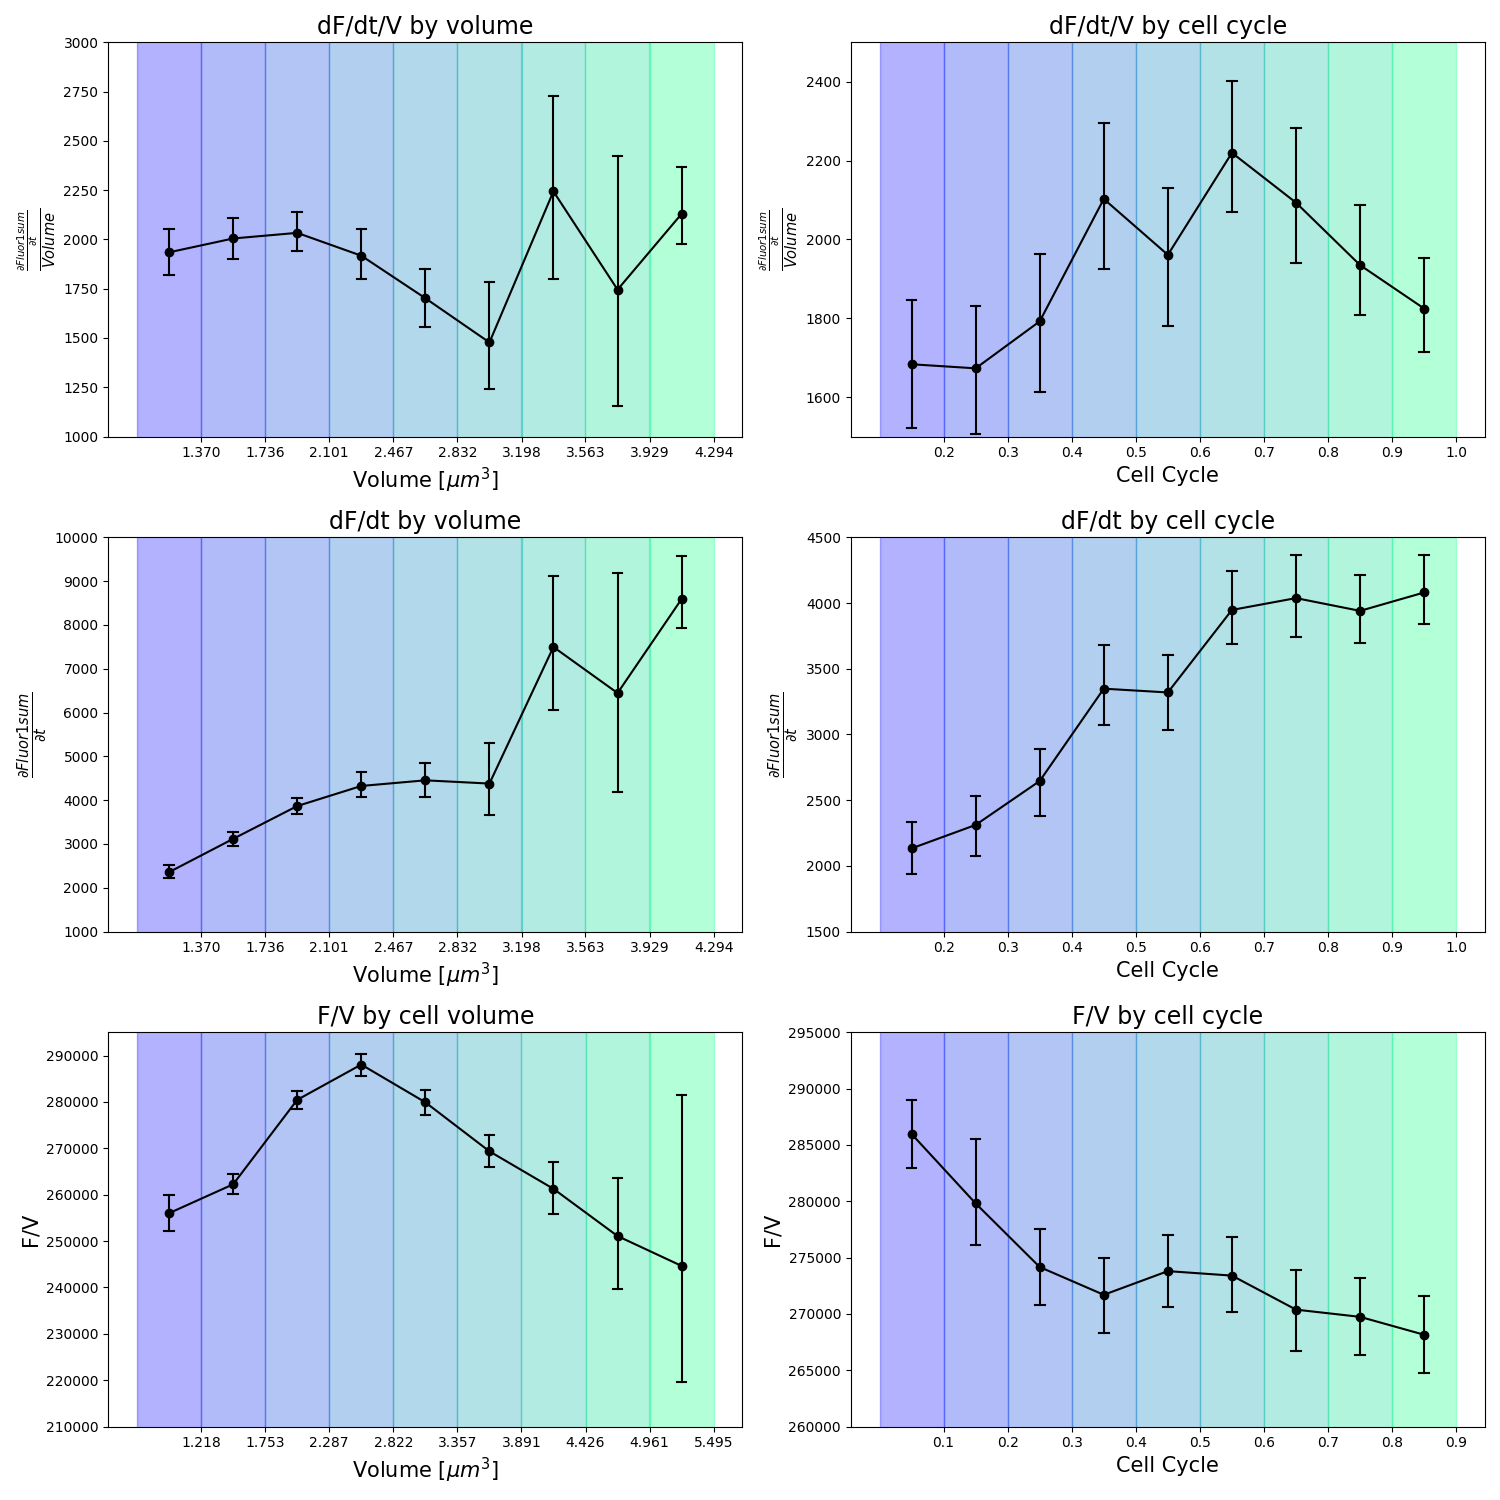 dF/dt/V by volume
3000
2750
2500
2250
2000
1750
1500
1250
1000
∂Fluor1sum
∂t
Volume
1.370 1.736 2.101 2.467 2.832 3.198 3.563 3.929 4.294
Volume [μm³]
dF/dt/V by cell cycle
2400
2200
2000
1800
1600
∂Fluor1sum
∂t
Volume
0.2 0.3 0.4 0.5 0.6 0.7 0.8 0.9 1.0
Cell Cycle
dF/dt by volume
10000
9000
8000
7000
6000
5000
4000
3000
2000
1000
∂Fluor1sum
∂t
1.370 1.736 2.101 2.467 2.832 3.198 3.563 3.929 4.294
Volume [μm³]
dF/dt by cell cycle
4500
4000
3500
3000
2500
2000
1500
∂Fluor1sum
∂t
0.2 0.3 0.4 0.5 0.6 0.7 0.8 0.9 1.0
Cell Cycle
F/V by cell volume
290000
280000
270000
260000
250000
240000
230000
220000
210000
F/V
1.218 1.753 2.287 2.822 3.357 3.891 4.426 4.961 5.495
Volume [μm³]
F/V by cell cycle
295000
290000
285000
280000
275000
270000
265000
260000
F/V
0.1 0.2 0.3 0.4 0.5 0.6 0.7 0.8 0.9
Cell Cycle